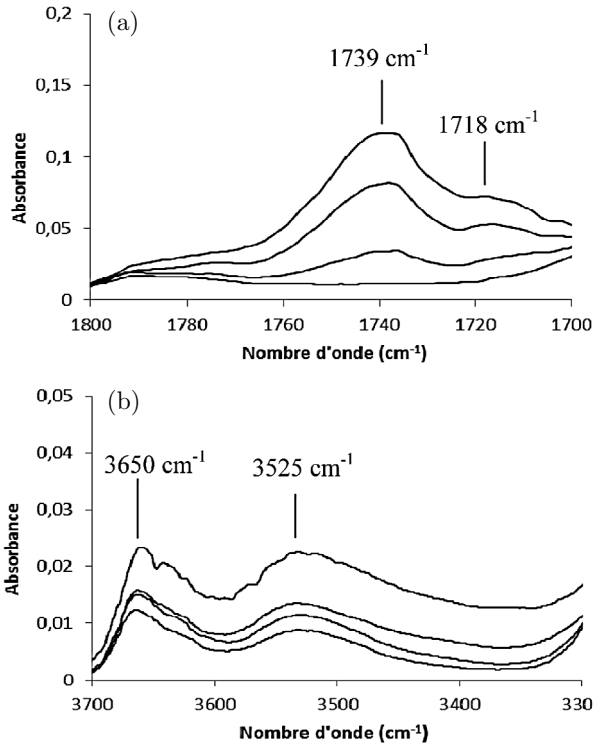 (a)
0,2
0,15
0,1
0,05
0
Absorbance
1739 cm-1
1718 cm-1
1800 1780 1760 1740 1720 1700
Nombre d'onde (cm-1)
(b)
0,05
0,04
0,03
0,02
0,01
0
Absorbance
3650 cm-1
3525 cm-1
3700 3600 3500 3400 330
Nombre d'onde (cm-1)